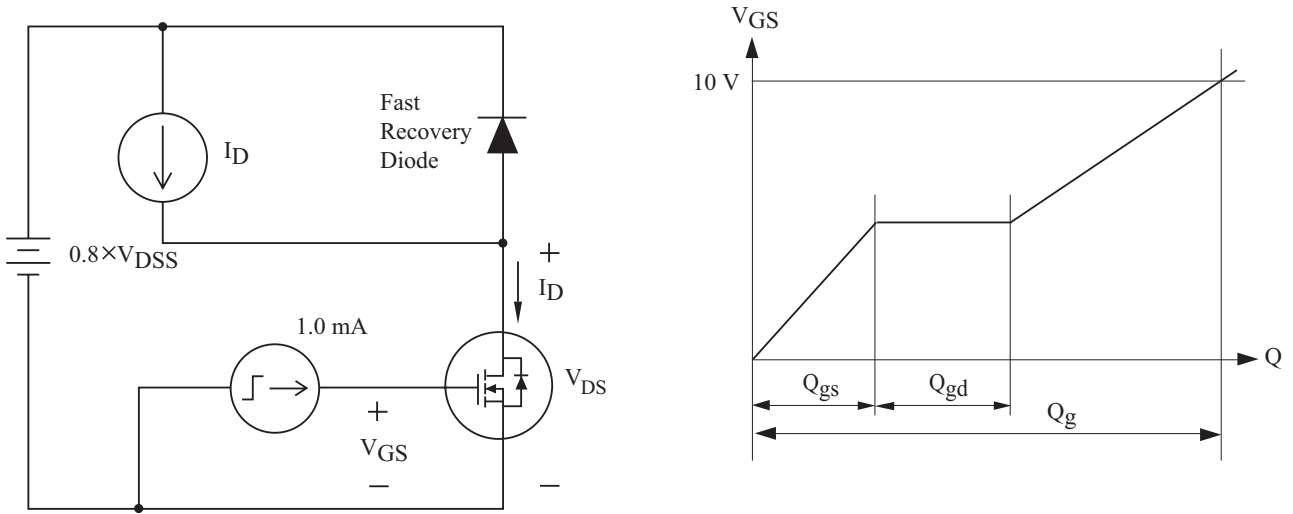 Fast
Recovery
Diode
I_D
0.8×V_DSS
+
I_D
1.0 mA
V_DS
+
V_GS
−
−
V_GS
10 V
Q
Q_gs
Q_gd
Q_g